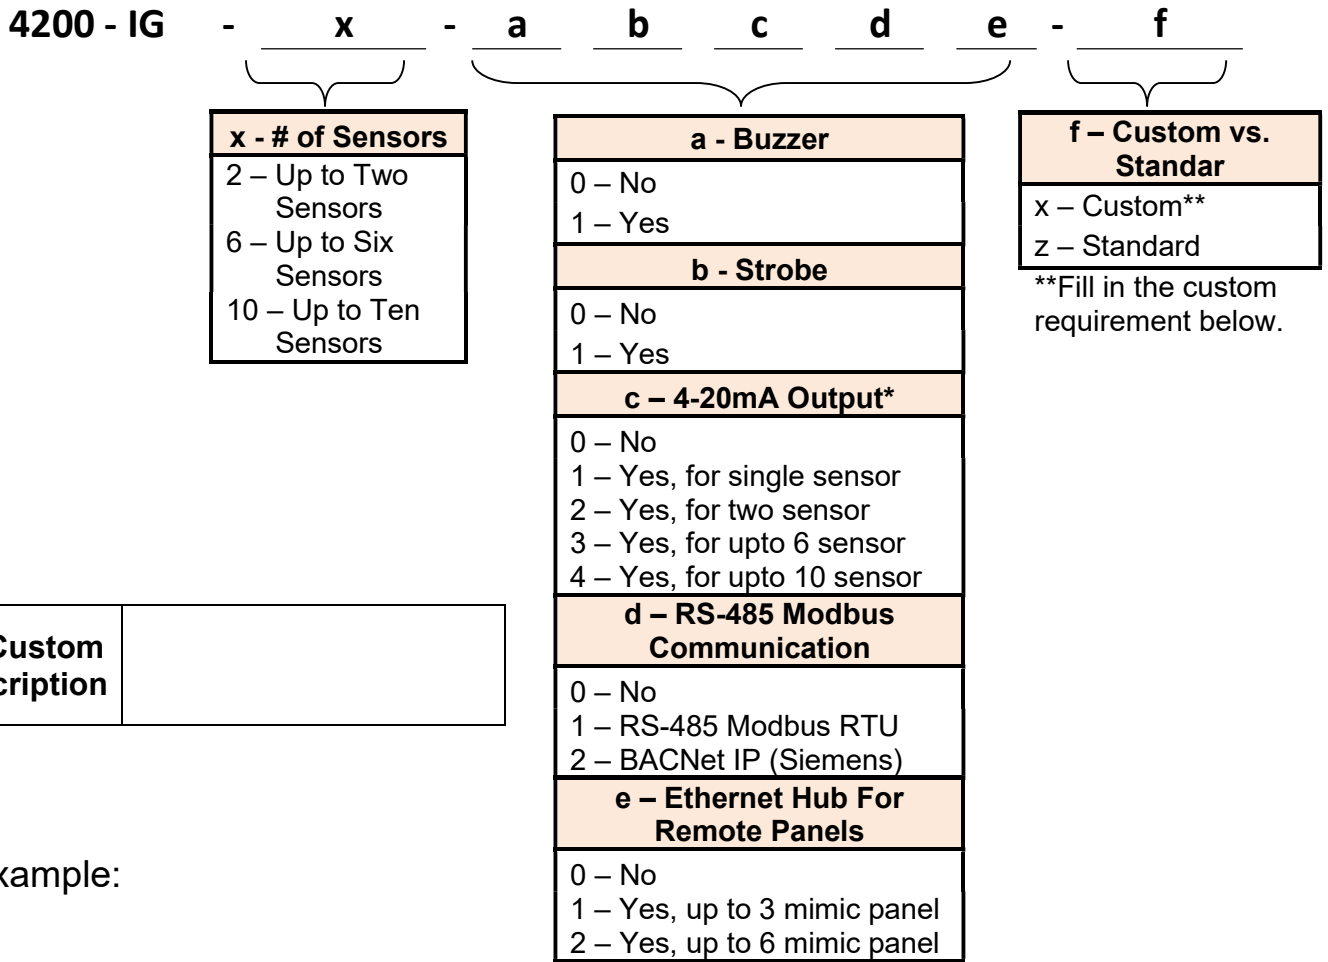 4200 - IG - x - a b c d e - f
x - # of Sensors
2 – Up to Two
Sensors
6 – Up to Six
Sensors
10 – Up to Ten
Sensors
a - Buzzer
0 – No
1 – Yes
b - Strobe
0 – No
1 – Yes
c – 4-20mA Output*
0 – No
1 – Yes, for single sensor
2 – Yes, for two sensor
3 – Yes, for upto 6 sensor
4 – Yes, for upto 10 sensor
d – RS-485 Modbus
Communication
0 – No
1 – RS-485 Modbus RTU
2 – BACNet IP (Siemens)
e – Ethernet Hub For
Remote Panels
0 – No
1 – Yes, up to 3 mimic panel
2 – Yes, up to 6 mimic panel
f – Custom vs.
Standar
x – Custom**
z – Standard
**Fill in the custom
requirement below.
Custom
cription
xample: